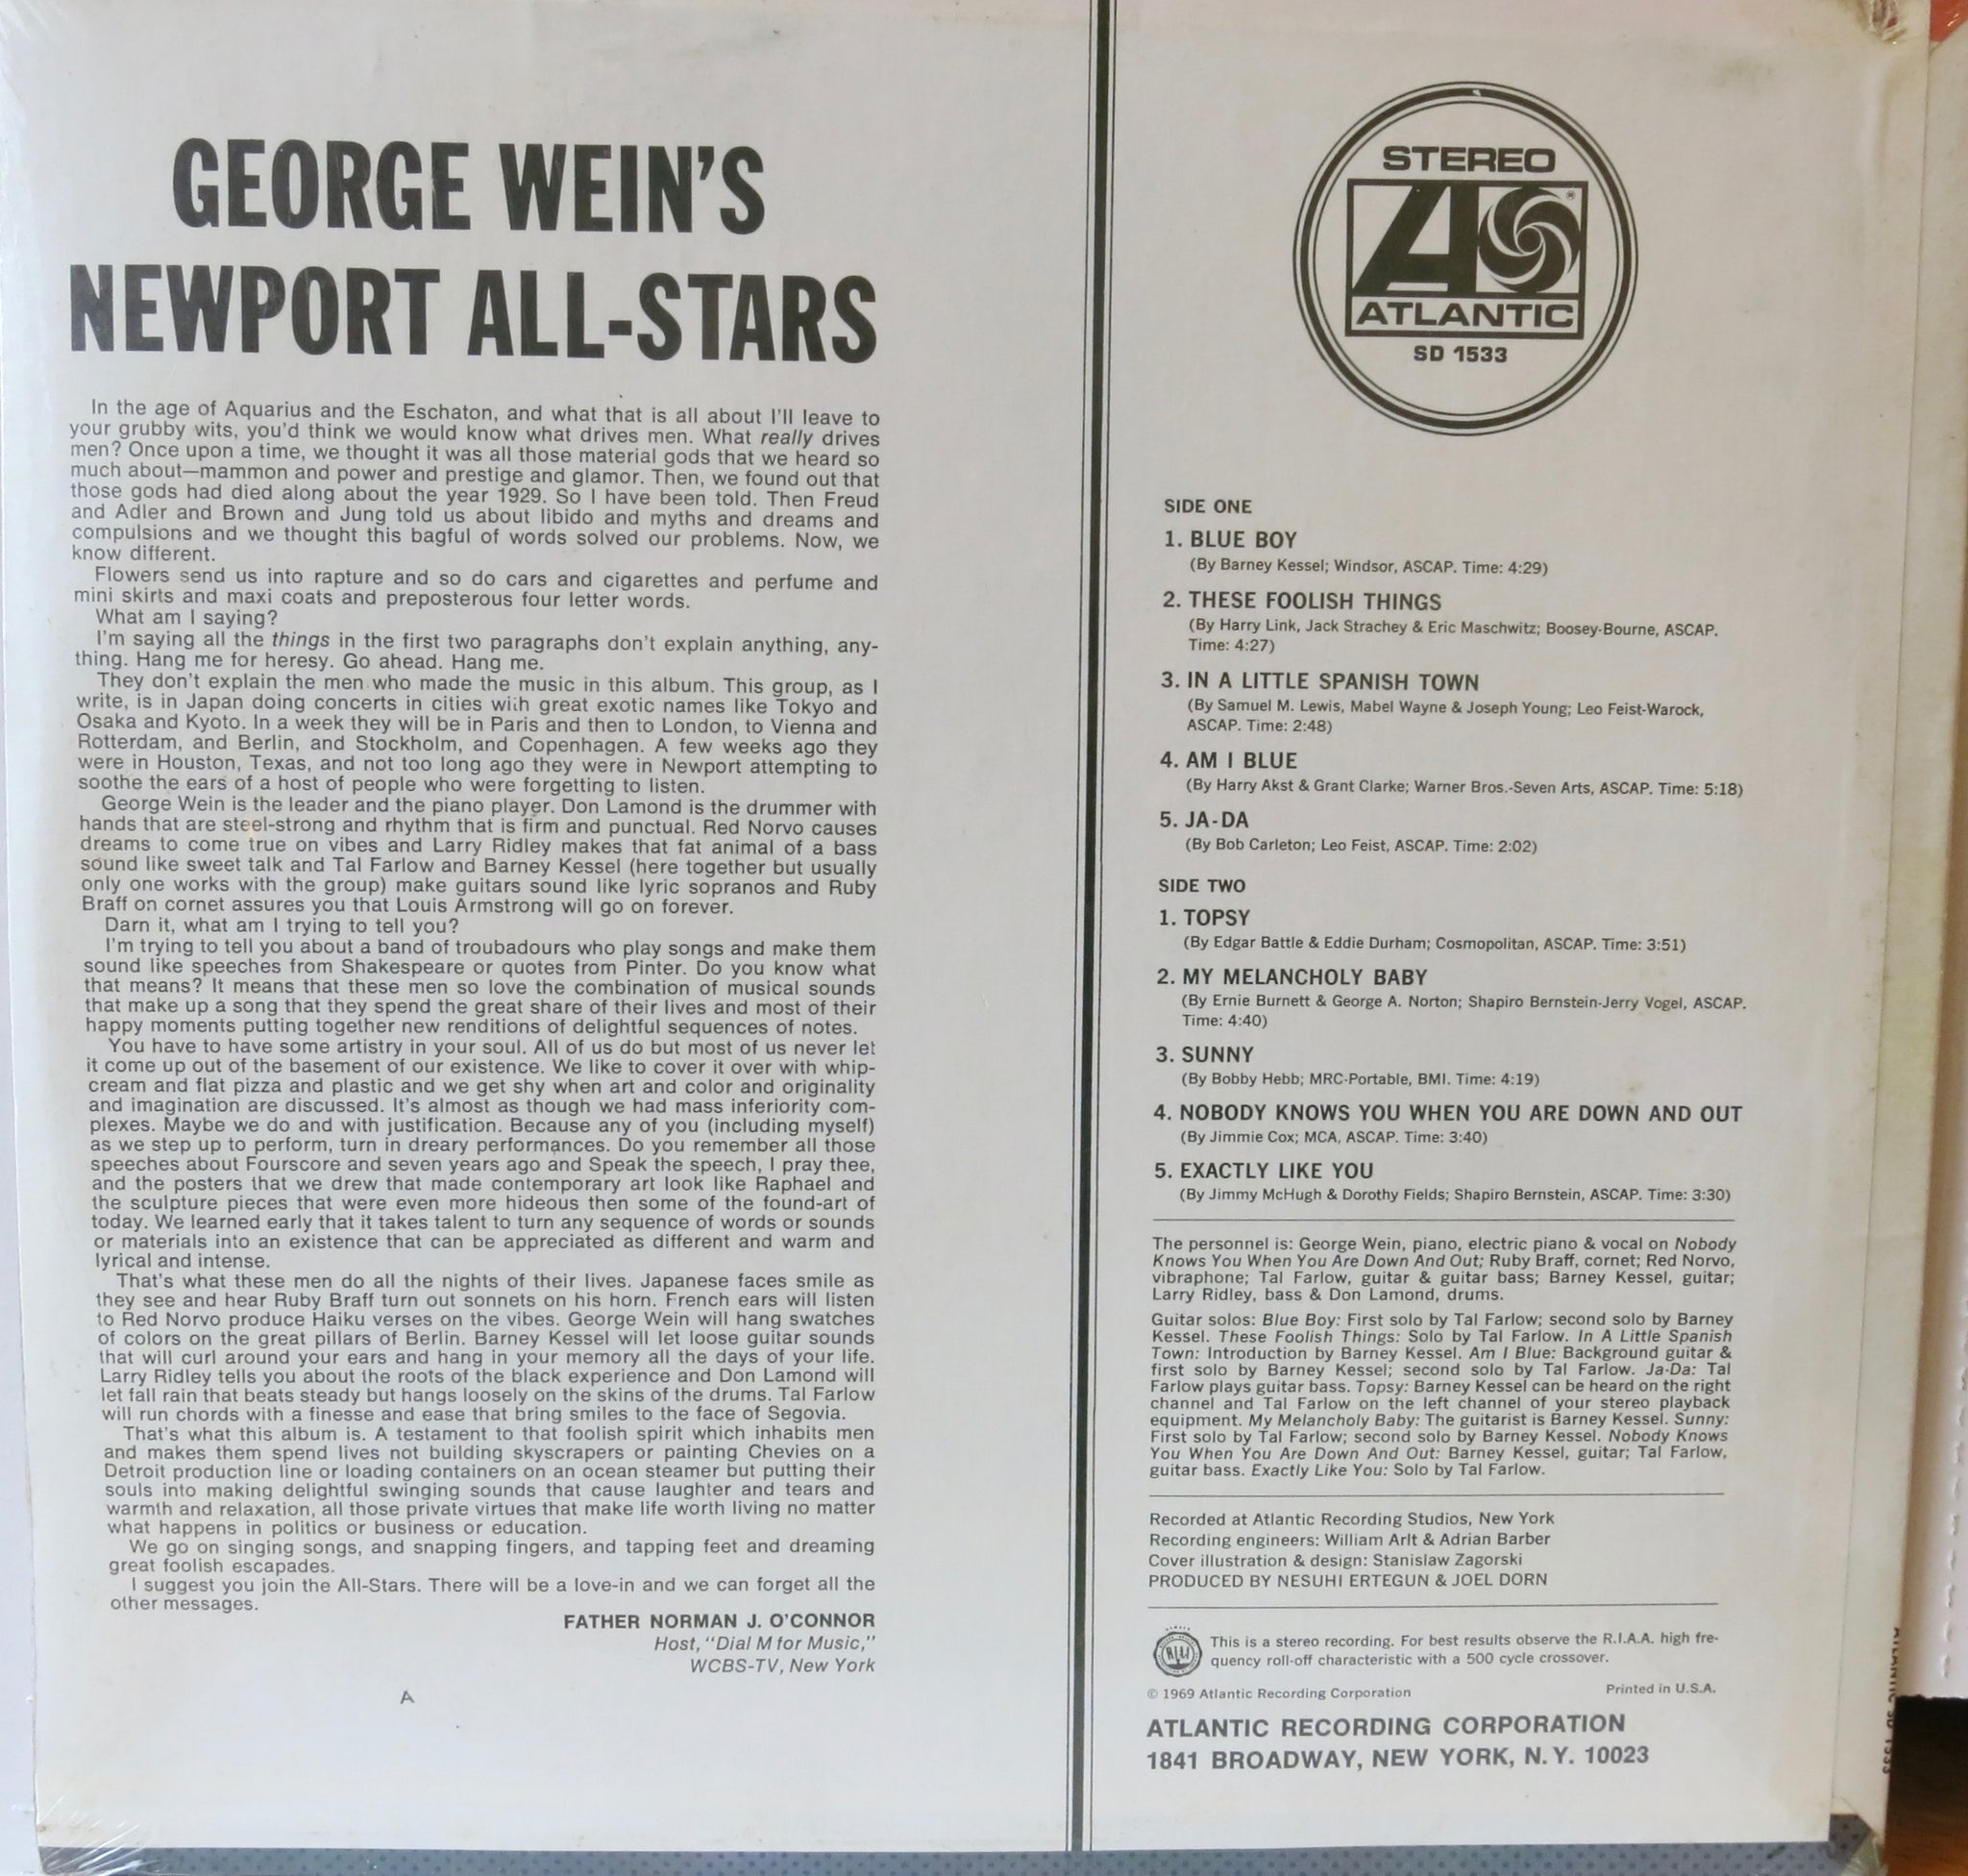 GEORGE WEIN'S
NEWPORT ALL-STARS
In the age of Aquarius and the Eschaton, and what that is all about I'll leave to
your grubby wits, you'd think we would know what drives men. What really drives
men? Once upon a time, we thought it was all those material gods that we heard so
much about—mammon and power and prestige and glamor. Then, we found out that
those gods had died along about the year 1929. So I have been told. Then Freud
and Adler and Brown and Jung told us about libido and myths and dreams and
compulsions and we thought this bagful of words solved our problems. Now, we
know different.
Flowers send us into rapture and so do cars and cigarettes and perfume and
mini skirts and maxi coats and preposterous four letter words.
What am I saying?
I'm saying all the things in the first two paragraphs don't explain anything, any-
thing. Hang me for heresy. Go ahead. Hang me.
They don't explain the men who made the music in this album. This group, as I
write, is in Japan doing concerts in cities with great exotic names like Tokyo and
Osaka and Kyoto. In a week they will be in Paris and then to London, to Vienna and
Rotterdam, and Berlin, and Stockholm, and Copenhagen. A few weeks ago they
were in Houston, Texas, and not too long ago they were in Newport attempting to
soothe the ears of a host of people who were forgetting to listen.
George Wein is the leader and the piano player. Don Lamond is the drummer with
hands that are steel-strong and rhythm that is firm and punctual. Red Norvo causes
dreams to come true on vibes and Larry Ridley makes that fat animal of a bass
sound like sweet talk and Tal Farlow and Barney Kessel (here together but usually
only one works with the group) make guitars sound like lyric sopranos and Ruby
Braff on cornet assures you that Louis Armstrong will go on forever.
Darn it, what am I trying to tell you?
I'm trying to tell you about a band of troubadours who play songs and make them
sound like speeches from Shakespeare or quotes from Pinter. Do you know what
that means? It means that these men so love the combination of musical sounds
that make up a song that they spend the great share of their lives and most of their
happy moments putting together new renditions of delightful sequences of notes.
You have to have some artistry in your soul. All of us do but most of us never let
it come up out of the basement of our existence. We like to cover it over with whip-
cream and flat pizza and plastic and we get shy when art and color and originality
and imagination are discussed. It's almost as though we had mass inferiority com-
plexes. Maybe we do and with justification. Because any of you (including myself)
as we step up to perform, turn in dreary performances. Do you remember all those
speeches about Fourscore and seven years ago and Speak the speech, I pray thee,
and the posters that we drew that made contemporary art look like Raphael and
the sculpture pieces that were even more hideous then some of the found-art of
today. We learned early that it takes talent to turn any sequence of words or sounds
or materials into an existence that can be appreciated as different and warm and
lyrical and intense.
That's what these men do all the nights of their lives. Japanese faces smile as
they see and hear Ruby Braff turn out sonnets on his horn. French ears will listen
to Red Norvo produce Haiku verses on the vibes. George Wein will hang swatches
of colors on the great pillars of Berlin. Barney Kessel will let loose guitar sounds
that will curl around your ears and hang in your memory all the days of your life.
Larry Ridley tells you about the roots of the black experience and Don Lamond will
let fall rain that beats steady but hangs loosely on the skins of the drums. Tal Farlow
will run chords with a finesse and ease that bring smiles to the face of Segovia.
That's what this album is. A testament to that foolish spirit which inhabits men
and makes them spend lives not building skyscrapers or painting Chevies on a
Detroit production line or loading containers on an ocean steamer but putting their
souls into making delightful swinging sounds that cause laughter and tears and
warmth and relaxation, all those private virtues that make life worth living no matter
what happens in politics or business or education.
We go on singing songs, and snapping fingers, and tapping feet and dreaming
great foolish escapades.
I suggest you join the All-Stars. There will be a love-in and we can forget all the
other messages.
FATHER NORMAN J. O'CONNOR
Host, "Dial M for Music,"
WCBS-TV, New York
A
STEREO
A ®
ATLANTIC
SD 1533
SIDE ONE
1. BLUE BOY
(By Barney Kessel; Windsor, ASCAP. Time: 4:29)
2. THESE FOOLISH THINGS
(By Harry Link, Jack Strachey & Eric Maschwitz; Boosey-Bourne, ASCAP.
Time: 4:27)
3. IN A LITTLE SPANISH TOWN
(By Samuel M. Lewis, Mabel Wayne & Joseph Young; Leo Feist-Warock,
ASCAP. Time: 2:48)
4. AM I BLUE
(By Harry Akst & Grant Clarke; Warner Bros.-Seven Arts, ASCAP. Time: 5:18)
5. JA-DA
(By Bob Carleton; Leo Feist, ASCAP. Time: 2:02)
SIDE TWO
1. TOPSY
(By Edgar Battle & Eddie Durham; Cosmopolitan, ASCAP. Time: 3:51)
2. MY MELANCHOLY BABY
(By Ernie Burnett & George A. Norton; Shapiro Bernstein-Jerry Vogel, ASCAP.
Time: 4:40)
3. SUNNY
(By Bobby Hebb; MRC-Portable, BMI. Time: 4:19)
4. NOBODY KNOWS YOU WHEN YOU ARE DOWN AND OUT
(By Jimmie Cox; MCA, ASCAP. Time: 3:40)
5. EXACTLY LIKE YOU
(By Jimmy McHugh & Dorothy Fields; Shapiro Bernstein, ASCAP. Time: 3:30)
The personnel is: George Wein, piano, electric piano & vocal on Nobody
Knows You When You Are Down And Out; Ruby Braff, cornet; Red Norvo,
vibraphone; Tal Farlow, guitar & guitar bass; Barney Kessel, guitar;
Larry Ridley, bass & Don Lamond, drums.
Guitar solos: Blue Boy: First solo by Tal Farlow; second solo by Barney
Kessel. These Foolish Things: Solo by Tal Farlow. In A Little Spanish
Town: Introduction by Barney Kessel. Am I Blue: Background guitar &
first solo by Barney Kessel; second solo by Tal Farlow. Ja-Da: Tal
Farlow plays guitar bass. Topsy: Barney Kessel can be heard on the right
channel and Tal Farlow on the left channel of your stereo playback
equipment. My Melancholy Baby: The guitarist is Barney Kessel. Sunny:
First solo by Tal Farlow; second solo by Barney Kessel. Nobody Knows
You When You Are Down And Out: Barney Kessel, guitar; Tal Farlow,
guitar bass. Exactly Like You: Solo by Tal Farlow.
Recorded at Atlantic Recording Studios, New York
Recording engineers: William Arlt & Adrian Barber
Cover illustration & design: Stanislaw Zagorski
PRODUCED BY NESUHI ERTEGUN & JOEL DORN
This is a stereo recording. For best results observe the R.I.A.A. high fre-
quency roll-off characteristic with a 500 cycle crossover.
© 1969 Atlantic Recording Corporation
Printed in U.S.A.
ATLANTIC RECORDING CORPORATION
1841 BROADWAY, NEW YORK, N.Y. 10023
ATLANTIC SD 1533